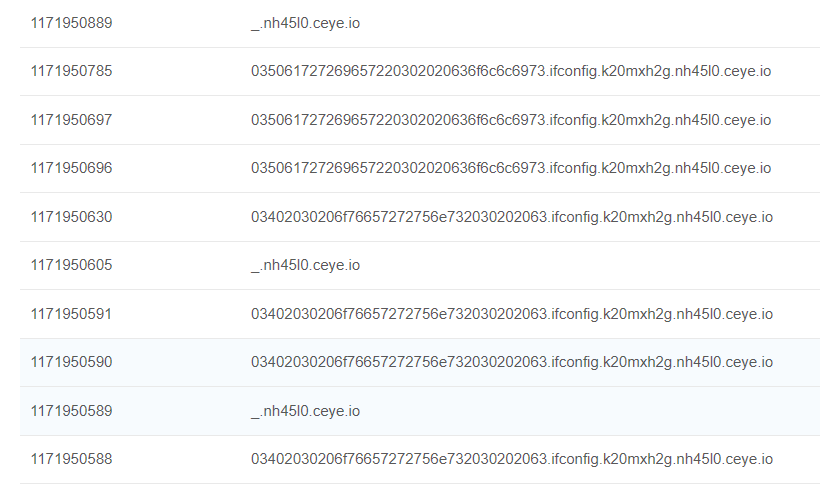 1171950889 _.nh45l0.ceye.io
1171950785 035061727269657220302020636f6c6c6973.ifconfig.k20mxh2g.nh45l0.ceye.io
1171950697 035061727269657220302020636f6c6c6973.ifconfig.k20mxh2g.nh45l0.ceye.io
1171950696 035061727269657220302020636f6c6c6973.ifconfig.k20mxh2g.nh45l0.ceye.io
1171950630 03402030206f76657272756e732030202063.ifconfig.k20mxh2g.nh45l0.ceye.io
1171950605 _.nh45l0.ceye.io
1171950591 03402030206f76657272756e732030202063.ifconfig.k20mxh2g.nh45l0.ceye.io
1171950590 03402030206f76657272756e732030202063.ifconfig.k20mxh2g.nh45l0.ceye.io
1171950589 _.nh45l0.ceye.io
1171950588 03402030206f76657272756e732030202063.ifconfig.k20mxh2g.nh45l0.ceye.io